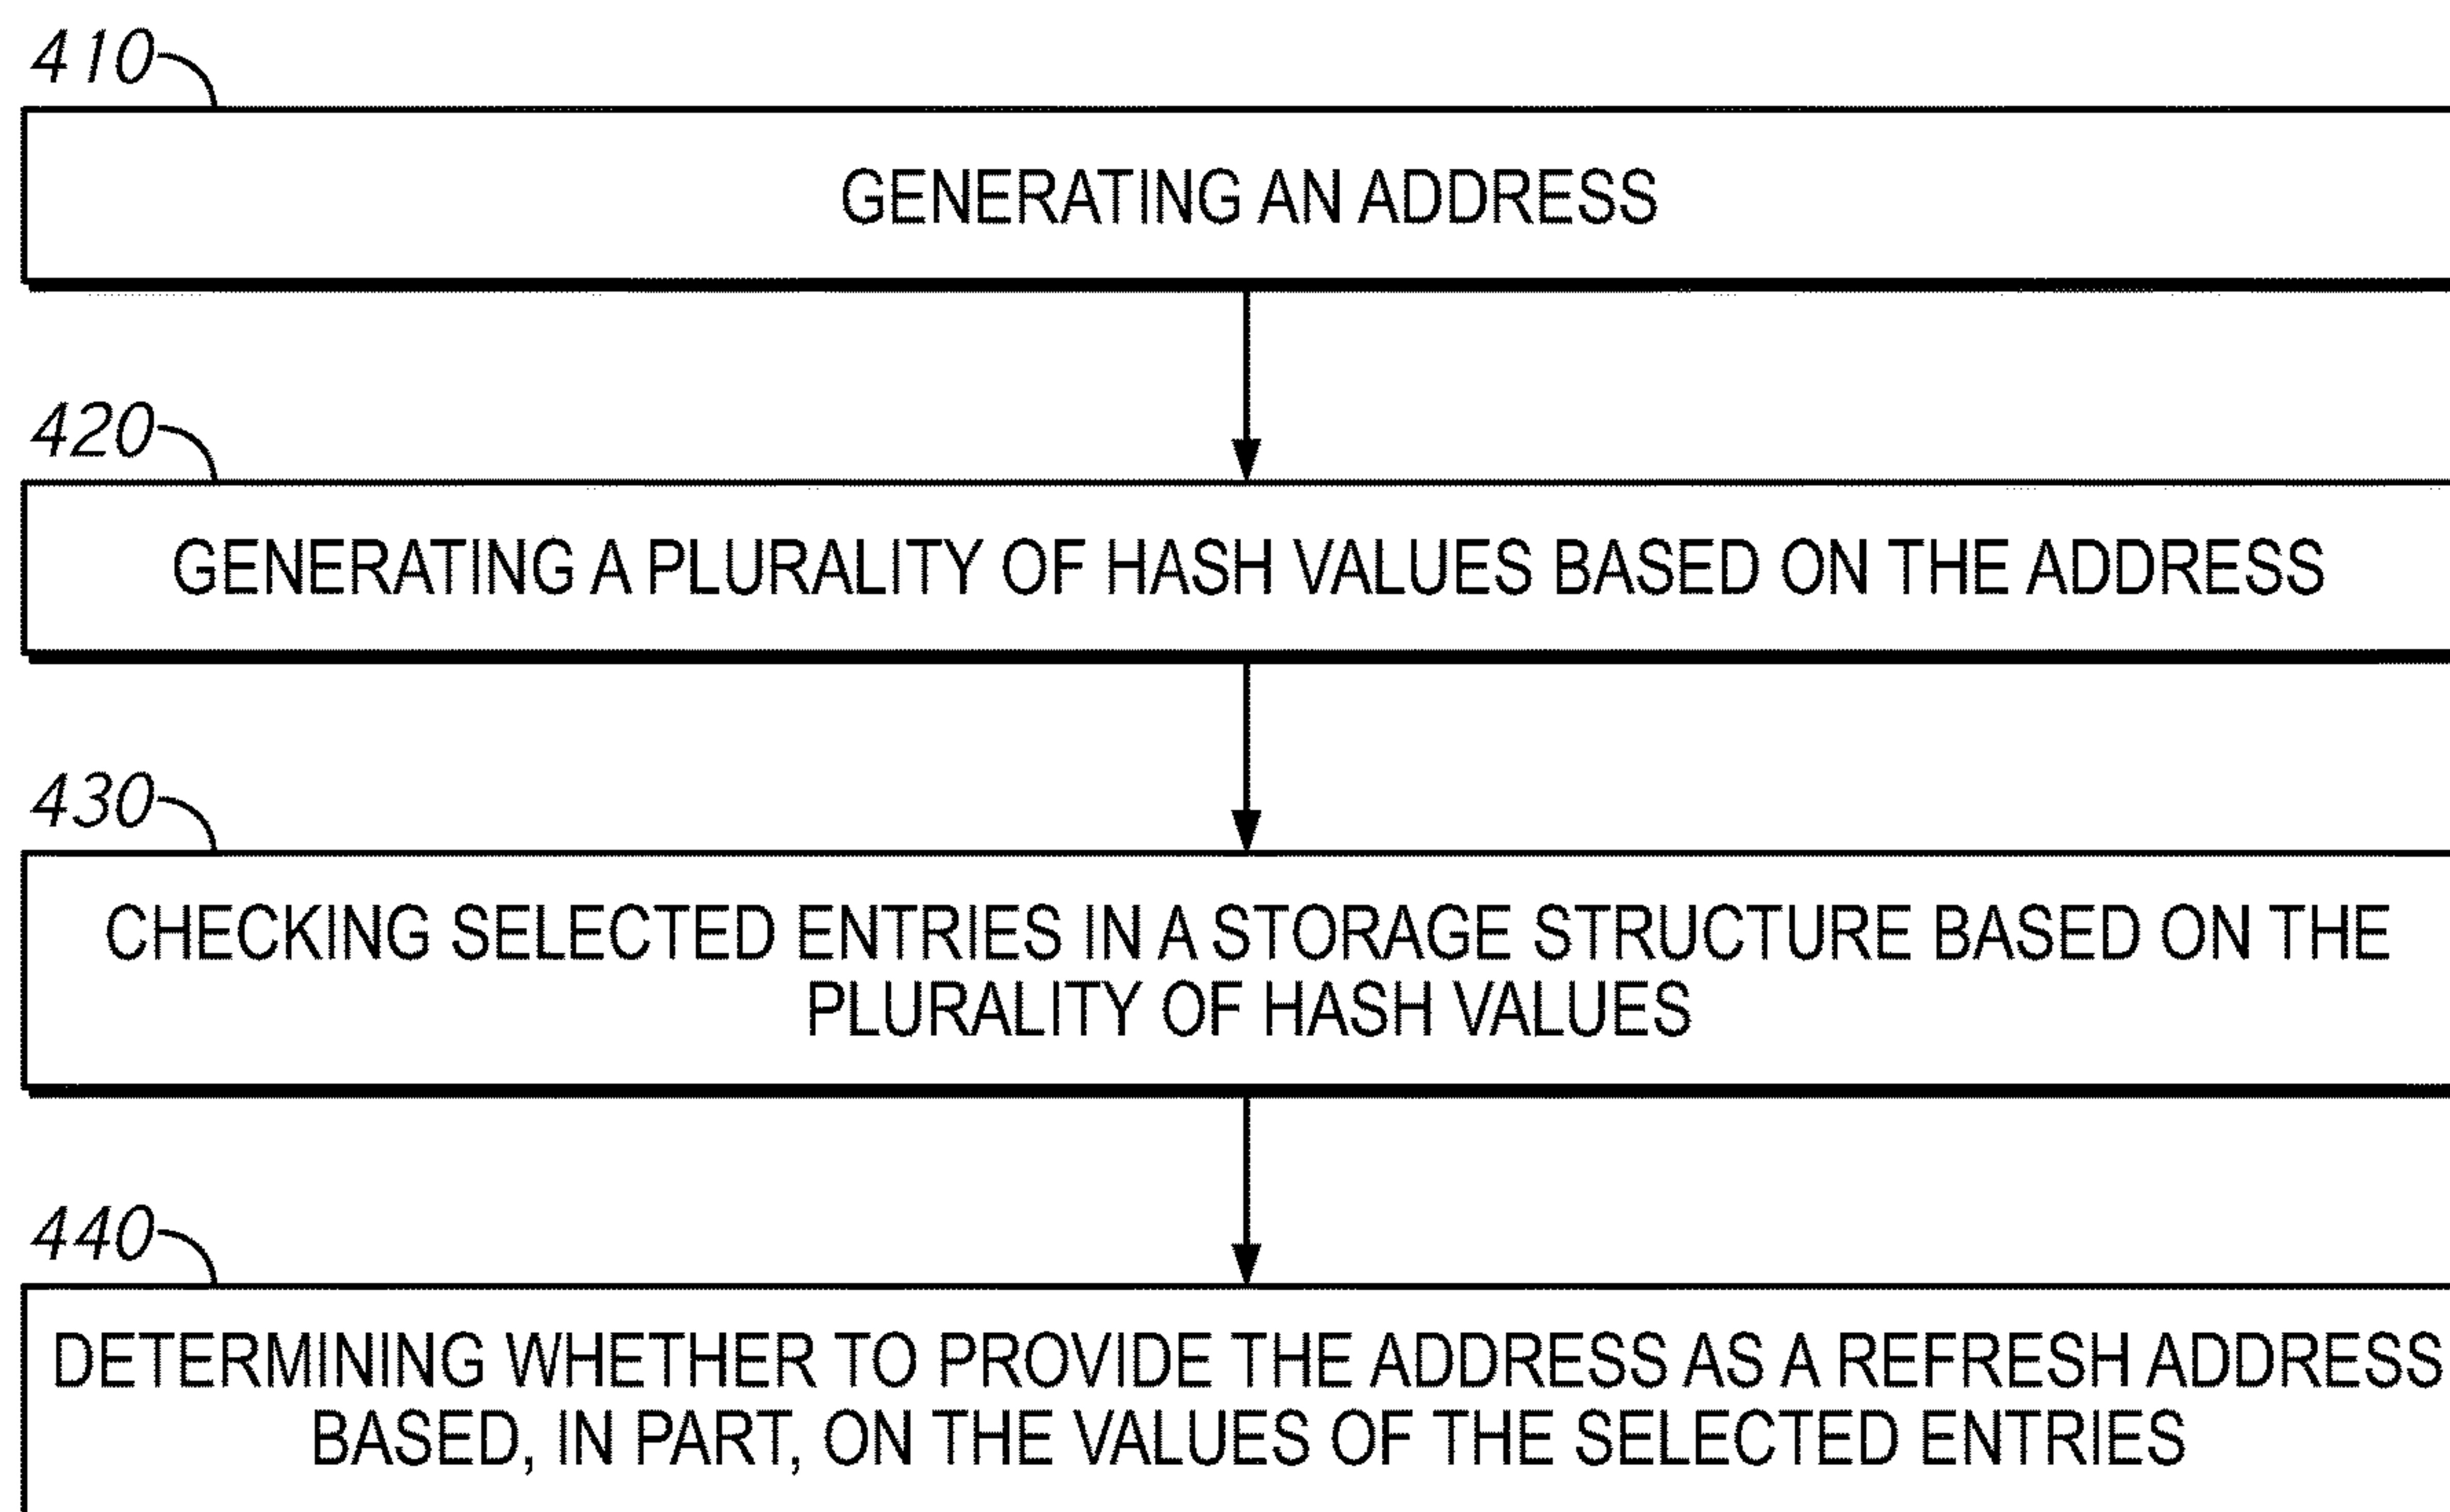 410
GENERATING AN ADDRESS
420
GENERATING A PLURALITY OF HASH VALUES BASED ON THE ADDRESS
430
CHECKING SELECTED ENTRIES IN A STORAGE STRUCTURE BASED ON THE
PLURALITY OF HASH VALUES
440
DETERMINING WHETHER TO PROVIDE THE ADDRESS AS A REFRESH ADDRESS
BASED, IN PART, ON THE VALUES OF THE SELECTED ENTRIES